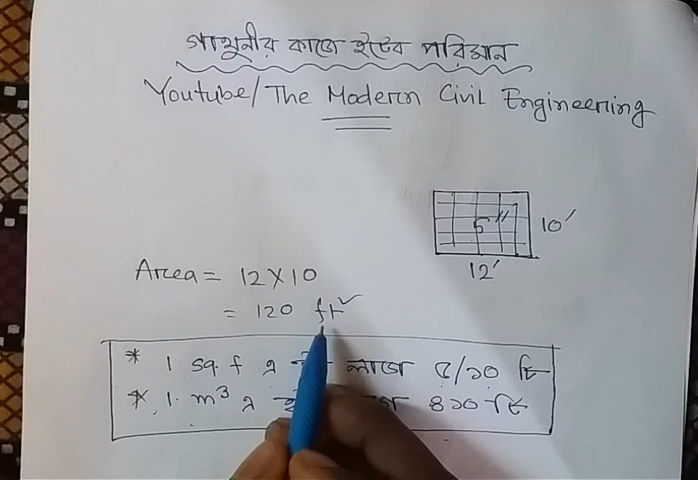 গাথুনীর কাজে ইটের পরিমান
Youtube/The Modern Civil Engineering
5"
10'
12'
Area = 12 X 10
= 120 ft²
* 1 sq.f এ লাগে ৫/১০ টি
* 1 m³ এ ৪১০ টি